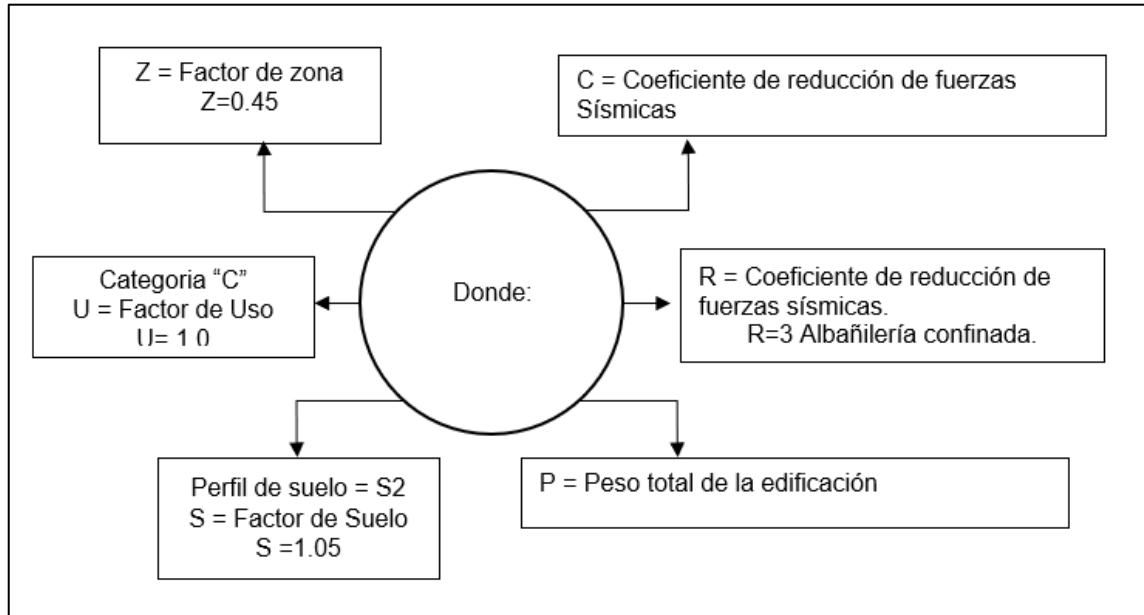 Z = Factor de zona
Z=0.45
C = Coeficiente de reducción de fuerzas
Sísmicas
Categoria “C”
U = Factor de Uso
U= 1.0
Donde:
R = Coeficiente de reducción de
fuerzas sísmicas.
R=3 Albañilería confinada.
Perfil de suelo = S2
S = Factor de Suelo
S =1.05
P = Peso total de la edificación